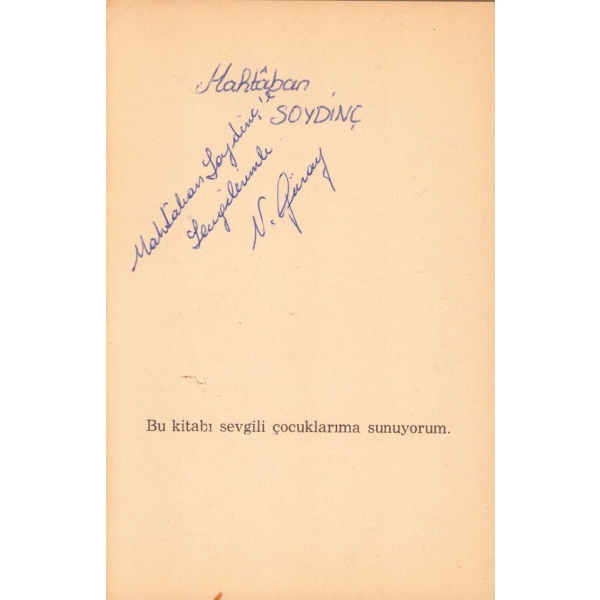 Mahtâban
SOYDİNÇ
Mahtaban Soydinç'e
Sevgilerimle
N. Güray
Bu kitabı sevgili çocuklarıma sunuyorum.